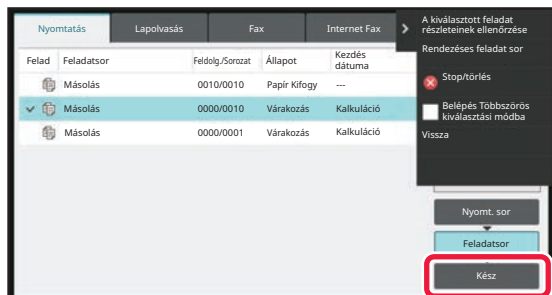 Nyomtatás
Lapolvasás
Fax
Internet Fax
A kiválasztott feladat
részleteinek ellenőrzése
Rendezéses feladat sor
Stop/törlés
Belépés Többszörös
kiválasztási módba
Vissza
Felad Feladatsor Feldolg./Sorozat Állapot Kezdés
dátuma
Másolás 0010/0010 Papír Kifogy ---
Másolás 0000/0010 Várakozás Kalkuláció
Másolás 0000/0001 Várakozás Kalkuláció
Nyomt. sor
Feladatsor
Kész